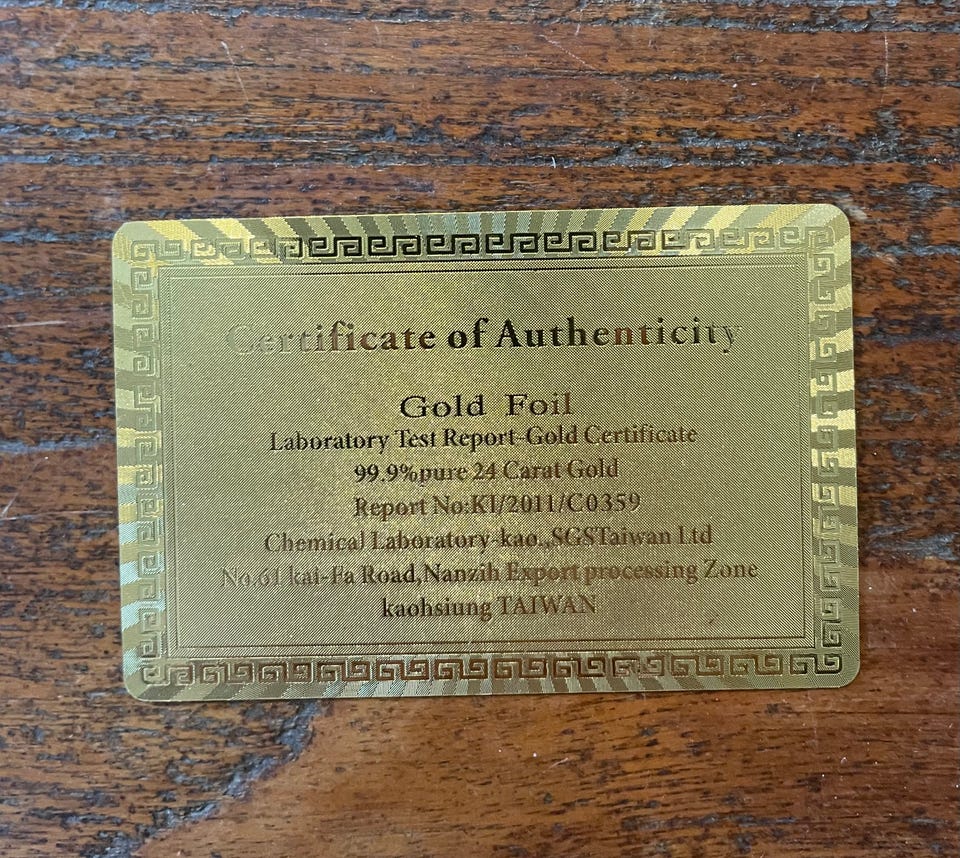 Certificate of Authenticity
Gold Foil
Laboratory Test Report-Gold Certificate
99.9%pure 24 Carat Gold
Report No:KI/2011/C0359
Chemical Laboratory-kao.,SGSTaiwan Ltd
No.61 kai-Fa Road,Nanzih Export processing Zone
kaohsiung TAIWAN